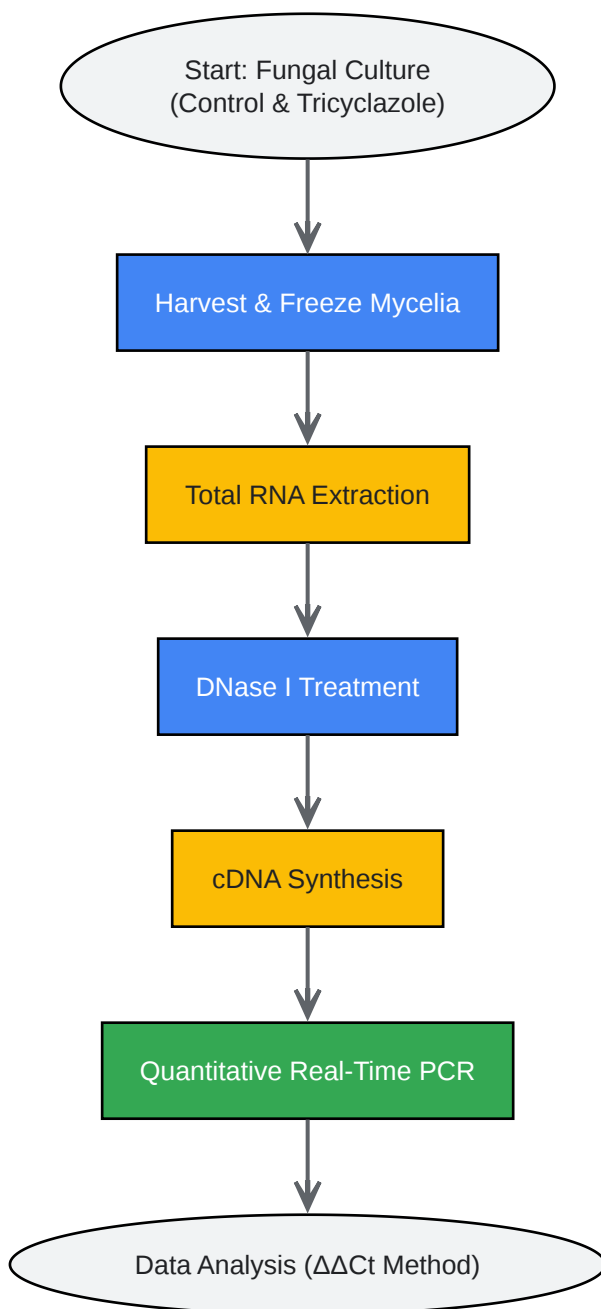 Start: Fungal Culture
(Control & Tricyclazole)
Harvest & Freeze Mycelia
Total RNA Extraction
DNase I Treatment
cDNA Synthesis
Quantitative Real-Time PCR
Data Analysis (ΔΔCt Method)